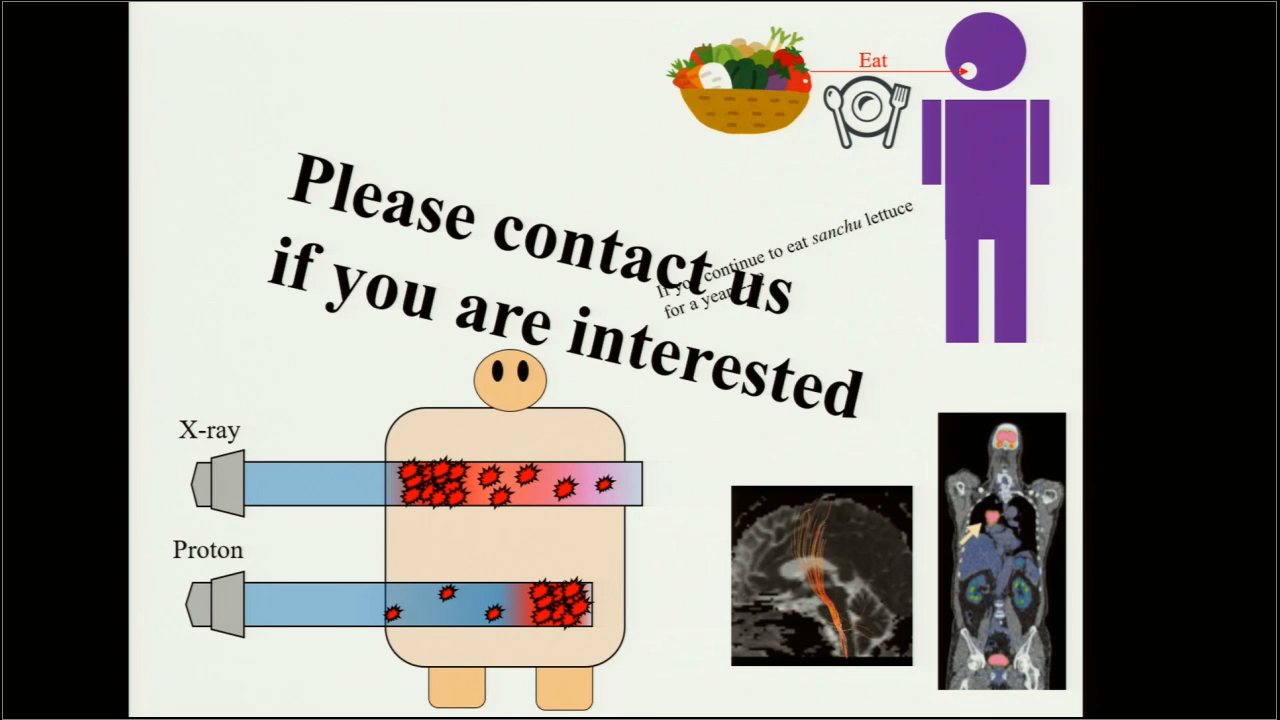 Eat
Please contact us
if you are interested
If you continue to eat sanchu lettuce
for a year
X-ray
Proton